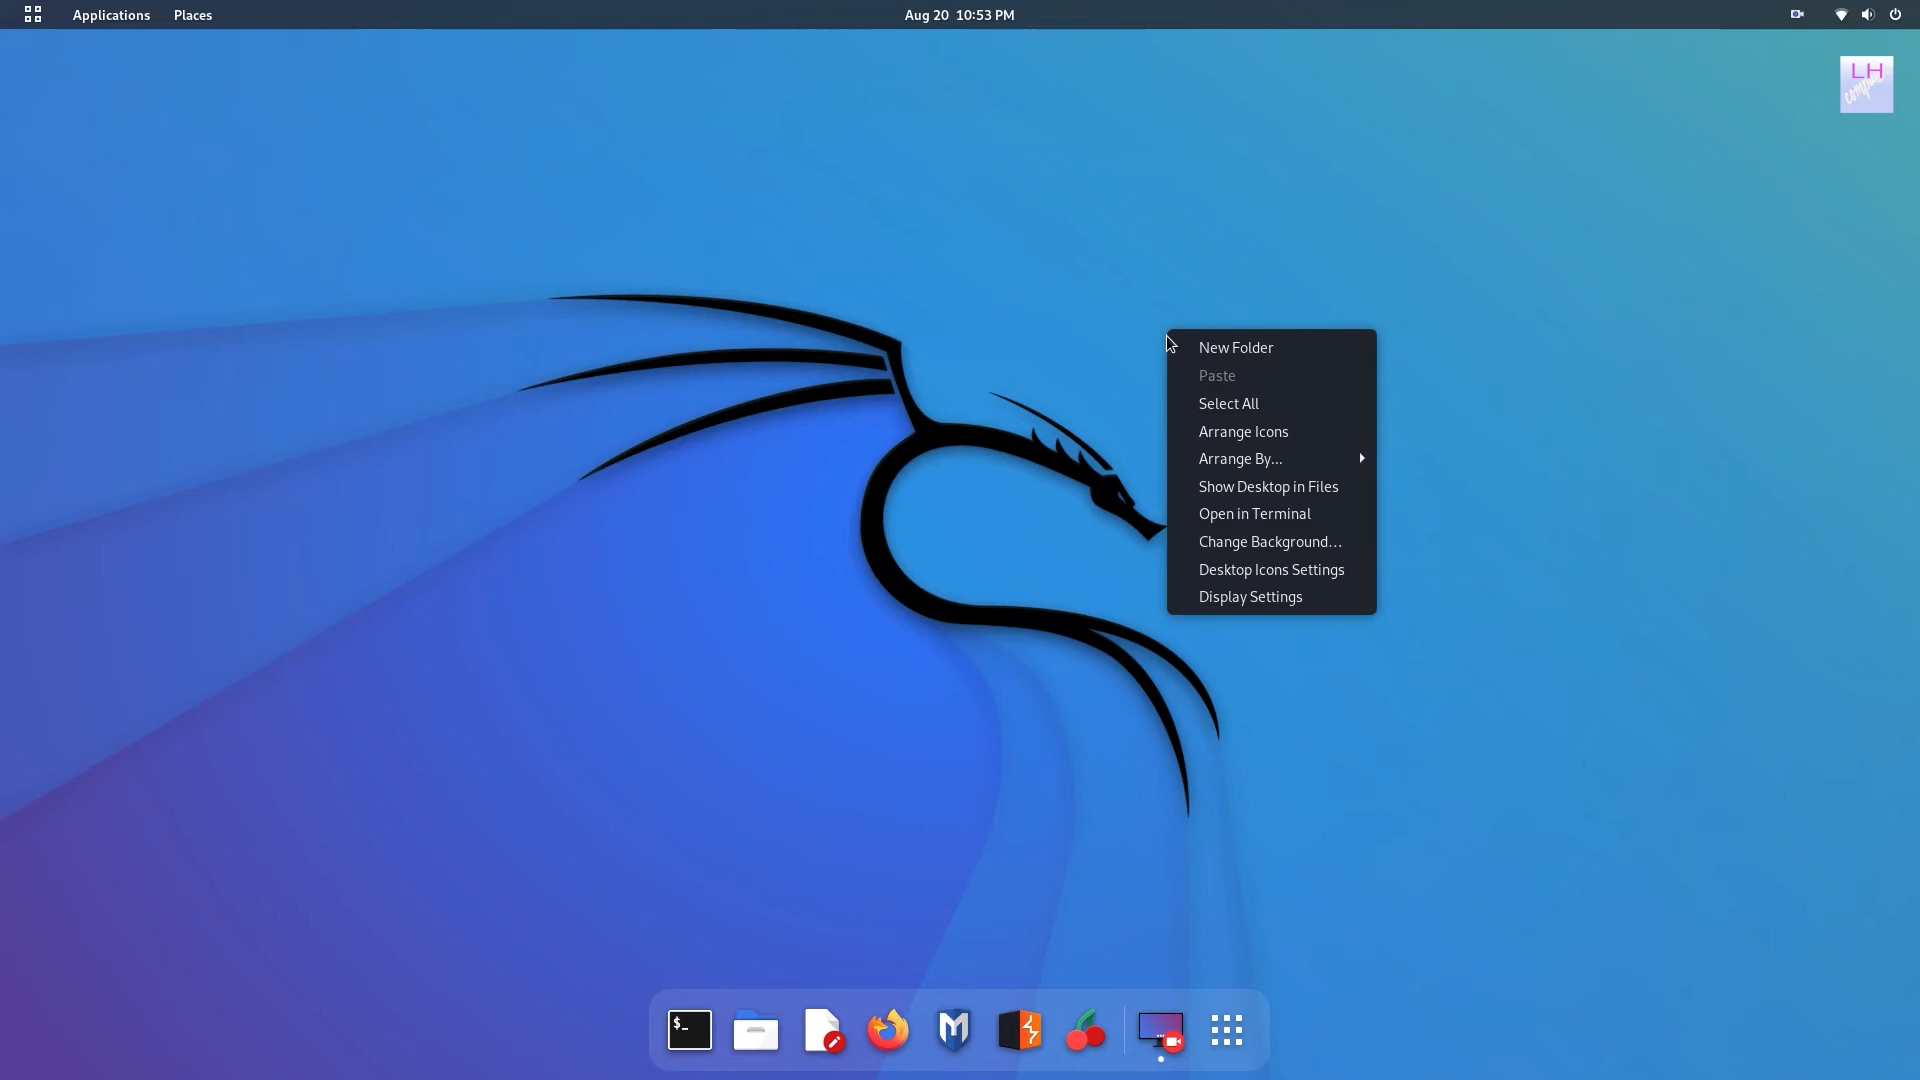 Applications Places Aug 20 10:53 PM
LH
comp
New Folder
Paste
Select All
Arrange Icons
Arrange By...
Show Desktop in Files
Open in Terminal
Change Background...
Desktop Icons Settings
Display Settings
$_